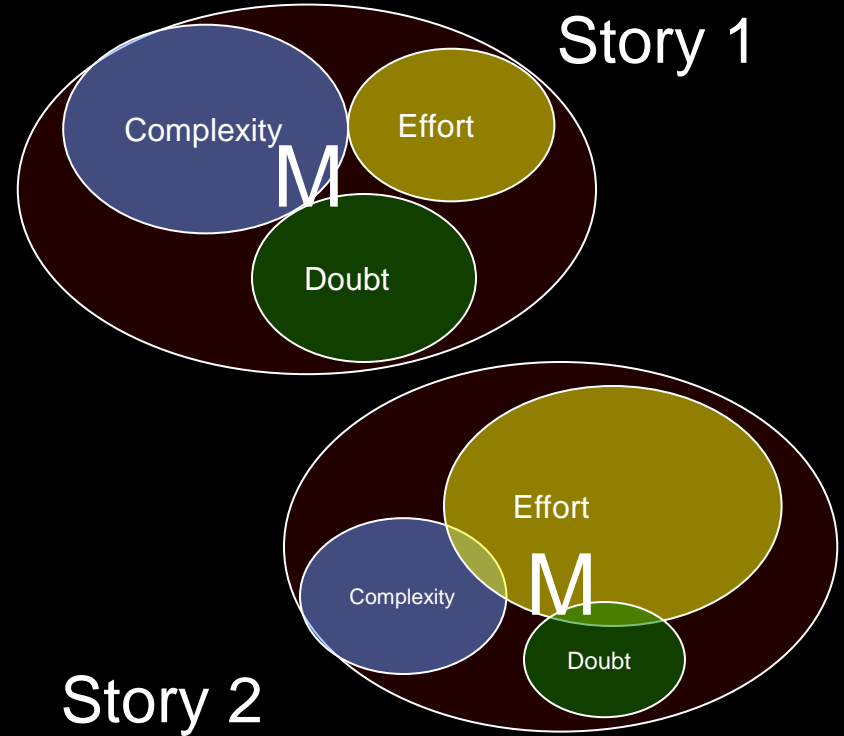 Story 1
Complexity
Effort
M
Doubt
Effort
M
Complexity
Doubt
Story 2